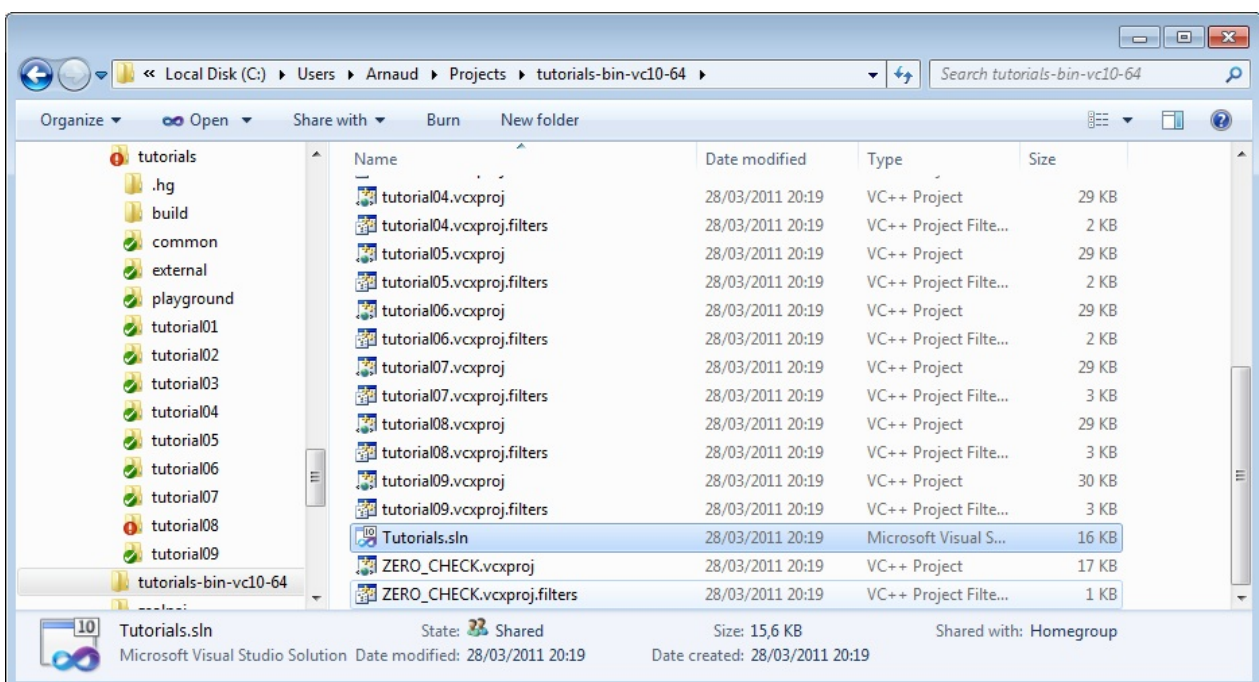 « Local Disk (C:) ▸ Users ▸ Arnaud ▸ Projects ▸ tutorials-bin-vc10-64 ▸ Search tutorials-bin-vc10-64
Organize Open Share with Burn New folder
tutorials
.hg
build
common
external
playground
tutorial01
tutorial02
tutorial03
tutorial04
tutorial05
tutorial06
tutorial07
tutorial08
tutorial09
tutorials-bin-vc10-64
Name Date modified Type Size
tutorial04.vcxproj 28/03/2011 20:19 VC++ Project 29 KB
tutorial04.vcxproj.filters 28/03/2011 20:19 VC++ Project Filte... 2 KB
tutorial05.vcxproj 28/03/2011 20:19 VC++ Project 29 KB
tutorial05.vcxproj.filters 28/03/2011 20:19 VC++ Project Filte... 2 KB
tutorial06.vcxproj 28/03/2011 20:19 VC++ Project 29 KB
tutorial06.vcxproj.filters 28/03/2011 20:19 VC++ Project Filte... 2 KB
tutorial07.vcxproj 28/03/2011 20:19 VC++ Project 29 KB
tutorial07.vcxproj.filters 28/03/2011 20:19 VC++ Project Filte... 3 KB
tutorial08.vcxproj 28/03/2011 20:19 VC++ Project 29 KB
tutorial08.vcxproj.filters 28/03/2011 20:19 VC++ Project Filte... 3 KB
tutorial09.vcxproj 28/03/2011 20:19 VC++ Project 30 KB
tutorial09.vcxproj.filters 28/03/2011 20:19 VC++ Project Filte... 3 KB
Tutorials.sln 28/03/2011 20:19 Microsoft Visual S... 16 KB
ZERO_CHECK.vcxproj 28/03/2011 20:19 VC++ Project 17 KB
ZERO_CHECK.vcxproj.filters 28/03/2011 20:19 VC++ Project Filte... 1 KB
10 Tutorials.sln State: Shared Size: 15,6 KB Shared with: Homegroup
Microsoft Visual Studio Solution Date modified: 28/03/2011 20:19 Date created: 28/03/2011 20:19